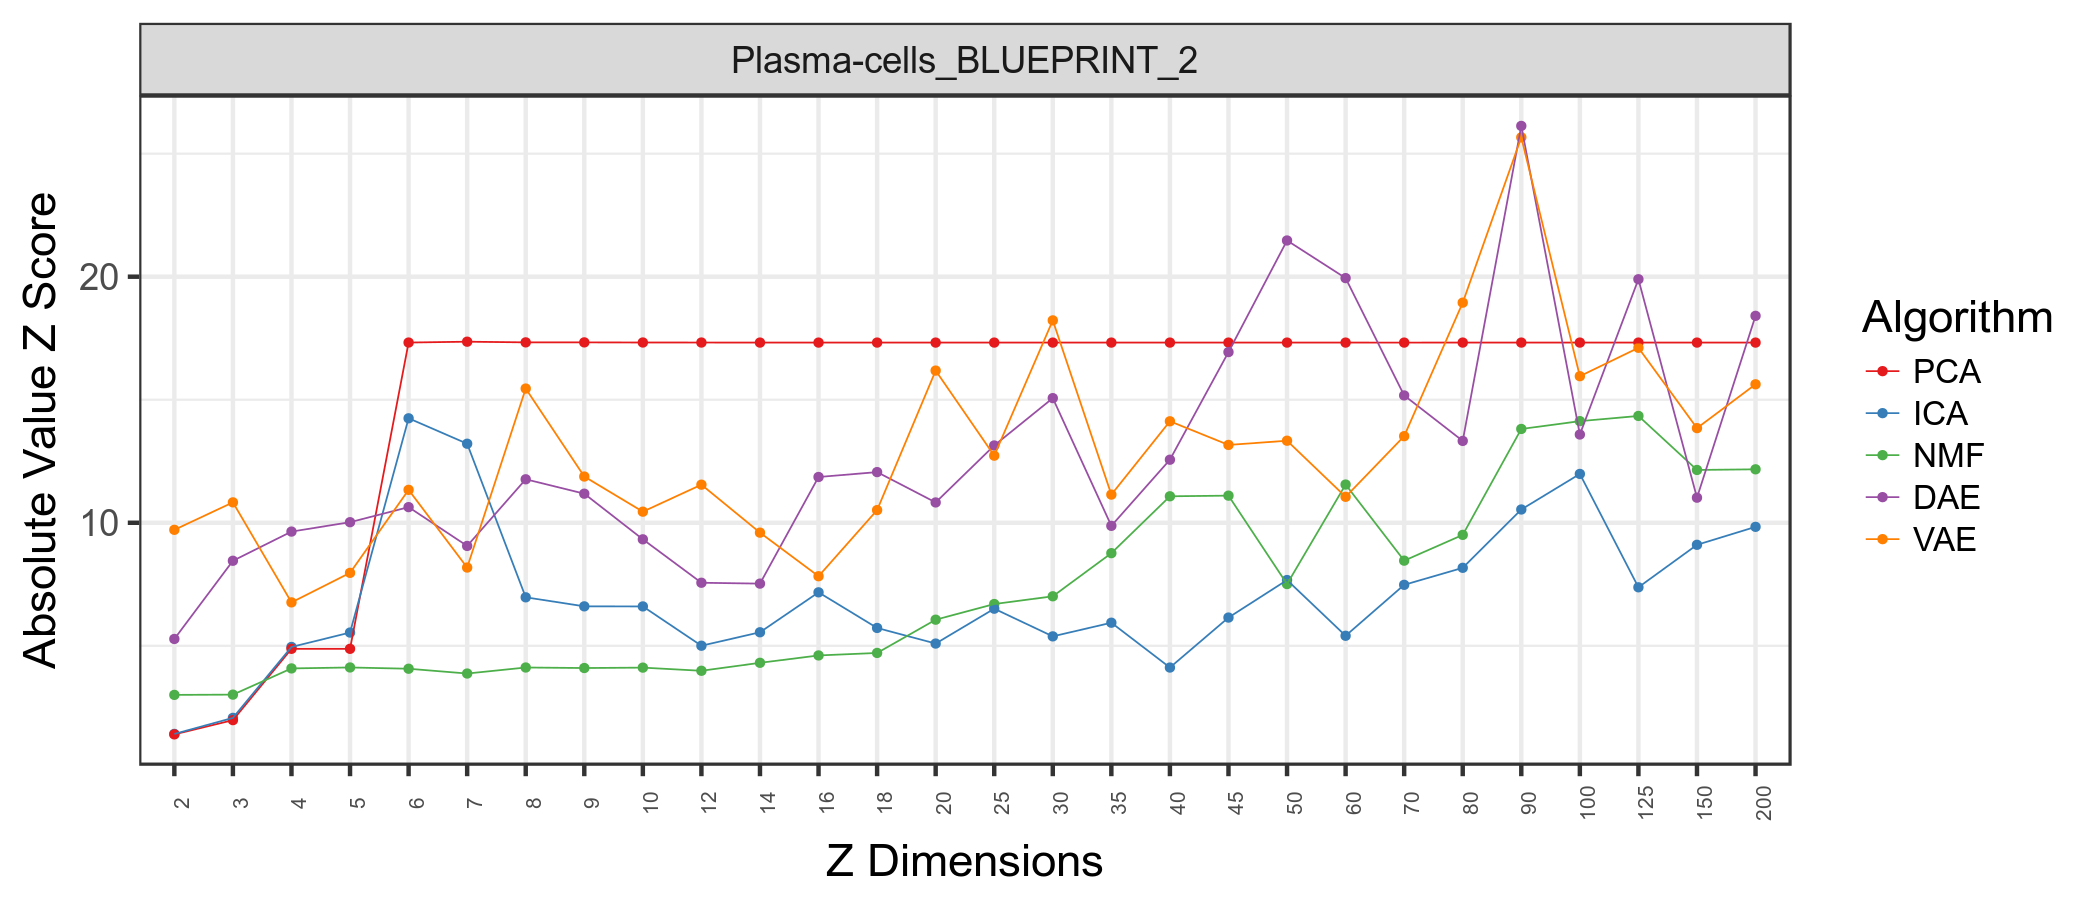 Plasma-cells_BLUEPRINT_2
Absolute Value Z Score
20
10
2 3 4 5 6 7 8 9 10 12 14 16 18 20 25 30 35 40 45 50 60 70 80 90 100 125 150 200
Z Dimensions
Algorithm
PCA
ICA
NMF
DAE
VAE